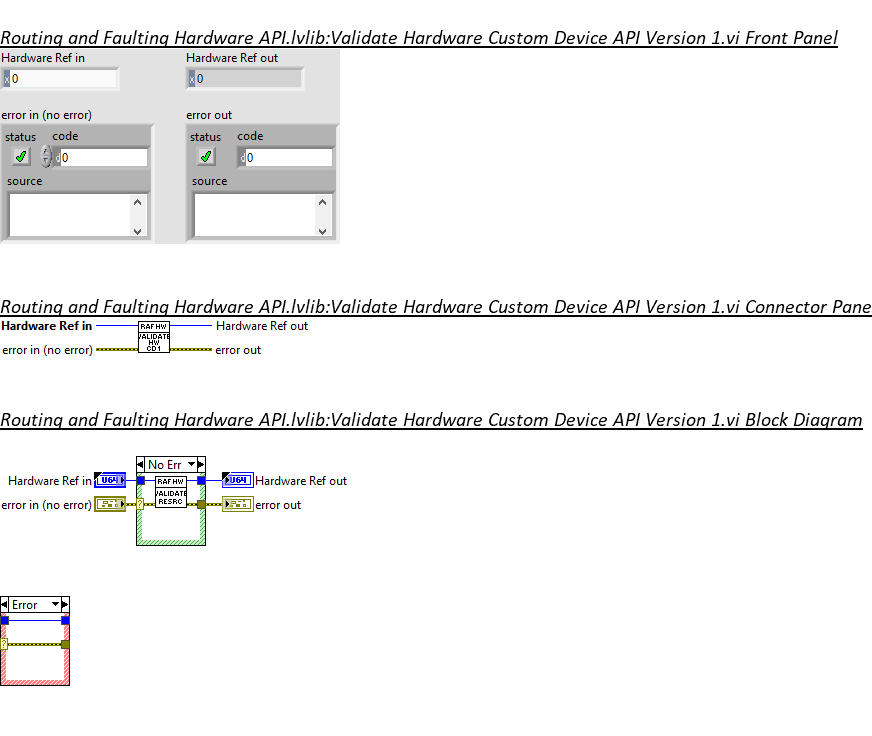 Routing and Faulting Hardware API.lvlib:Validate Hardware Custom Device API Version 1.vi Front Panel
Hardware Ref in
Hardware Ref out
x 0
x 0
error in (no error)
error out
status code
status code
d 0
d 0
source
source
Routing and Faulting Hardware API.lvlib:Validate Hardware Custom Device API Version 1.vi Connector Pane
Hardware Ref in
RAF HW
Hardware Ref out
VALIDATE
HW
CD1
error in (no error)
error out
Routing and Faulting Hardware API.lvlib:Validate Hardware Custom Device API Version 1.vi Block Diagram
No Err
Hardware Ref in
U64
RAF HW
U64
Hardware Ref out
VALIDATE
RESRC
error in (no error)
?
error out
Error
?